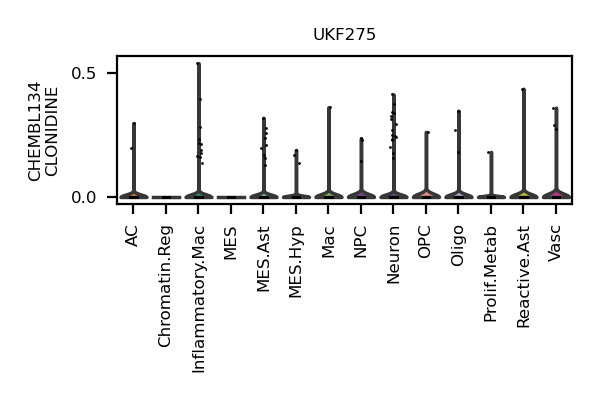 UKF275
CHEMBL134
CLONIDINE
0.5
0.0
AC
Chromatin.Reg
Inflammatory.Mac
MES
MES.Ast
MES.Hyp
Mac
NPC
Neuron
OPC
Oligo
Prolif.Metab
Reactive.Ast
Vasc